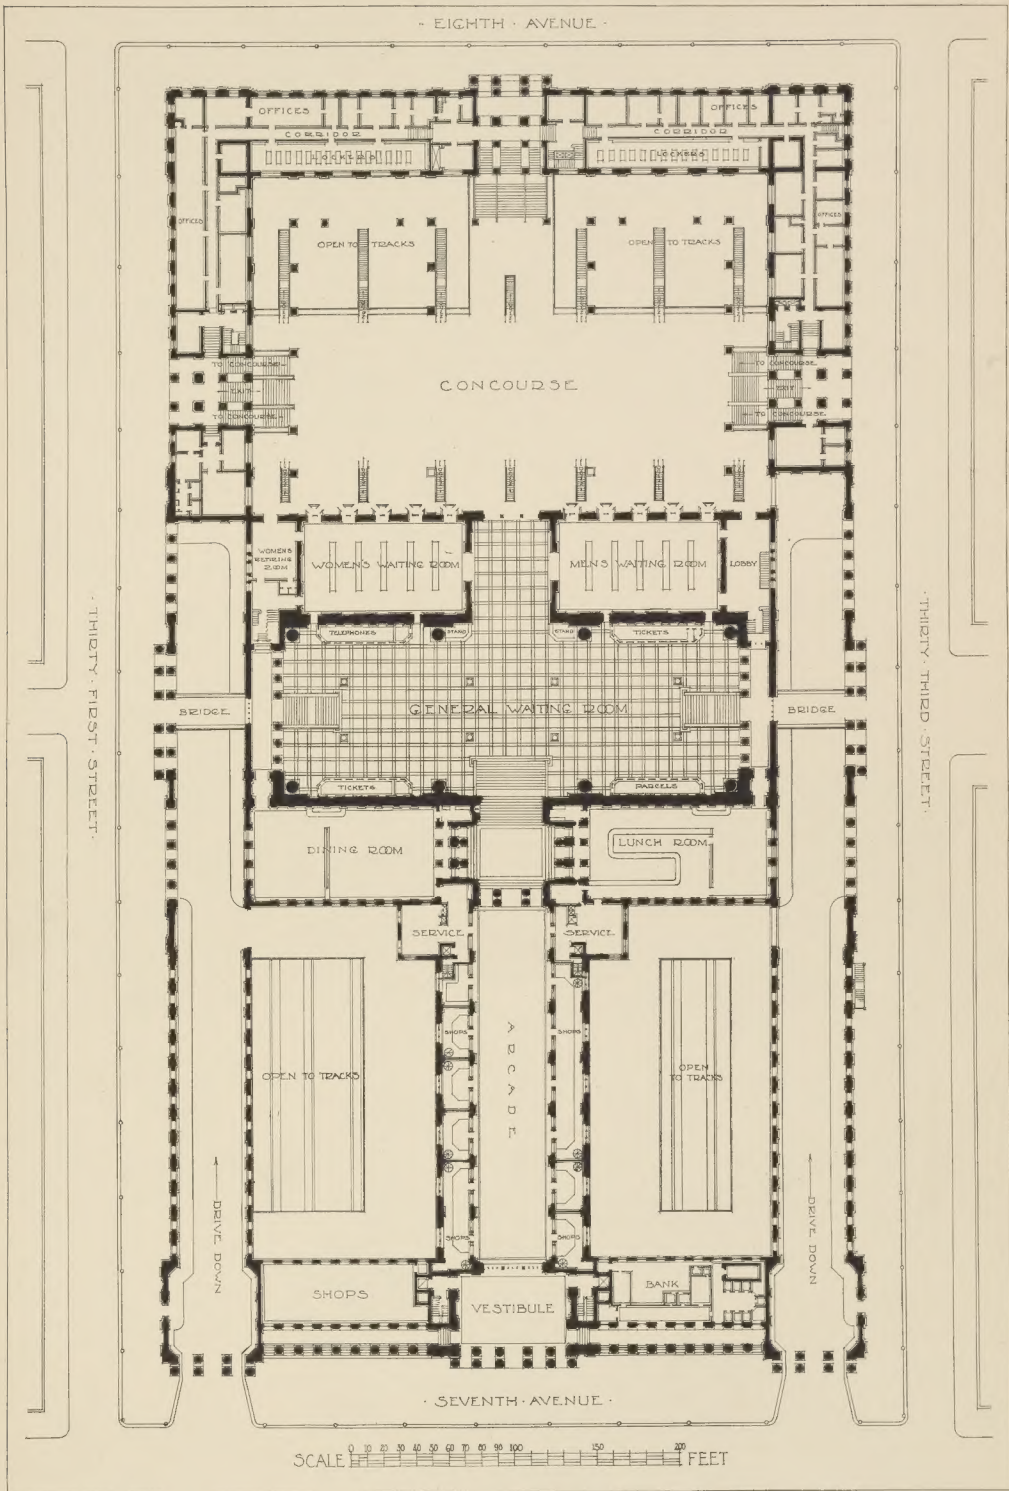 · EIGHTH · AVENUE ·
OFFICES
OFFICES
CORRIDOR
CORRIDOR
LOCKERS
LOCKERS
OFFICES
OFFICES
OPEN TO TRACKS
OPEN TO TRACKS
TO CONCOURSE
TO CONCOURSE
EXIT
EXIT
TO CONCOURSE
TO CONCOURSE
CONCOURSE
WOMEN'S
RETIRING
ROOM
WOMEN'S WAITING ROOM
MEN'S WAITING ROOM
LOBBY
TELEPHONES
STAND
STAND
TICKETS
· THIRTY · FIRST · STREET ·
· THIRTY · THIRD · STREET ·
BRIDGE
GENERAL WAITING ROOM
BRIDGE
TICKETS
PARCELS
DINING ROOM
LUNCH ROOM
SERVICE
SERVICE
SHOPS
ARCADE
SHOPS
OPEN TO TRACKS
OPEN
TO TRACKS
DRIVE DOWN
DRIVE DOWN
SHOPS
SHOPS
SHOPS
BANK
VESTIBULE
· SEVENTH · AVENUE ·
SCALE 0 10 20 30 40 50 60 70 80 90 100 150 200 FEET